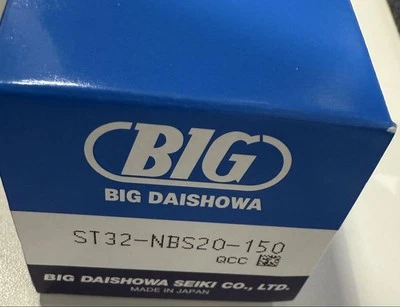 BIG
BIG DAISHOWA
ST32-NBS20-150
QCC
BIG DAISHOWA SEIKI CO., LTD.
MADE IN JAPAN